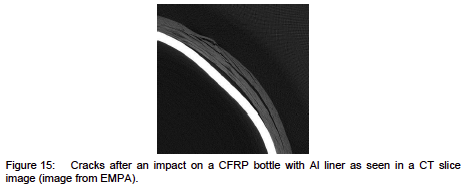 Figure 15: Cracks after an impact on a CFRP bottle with Al liner as seen in a CT slice
image (image from EMPA).